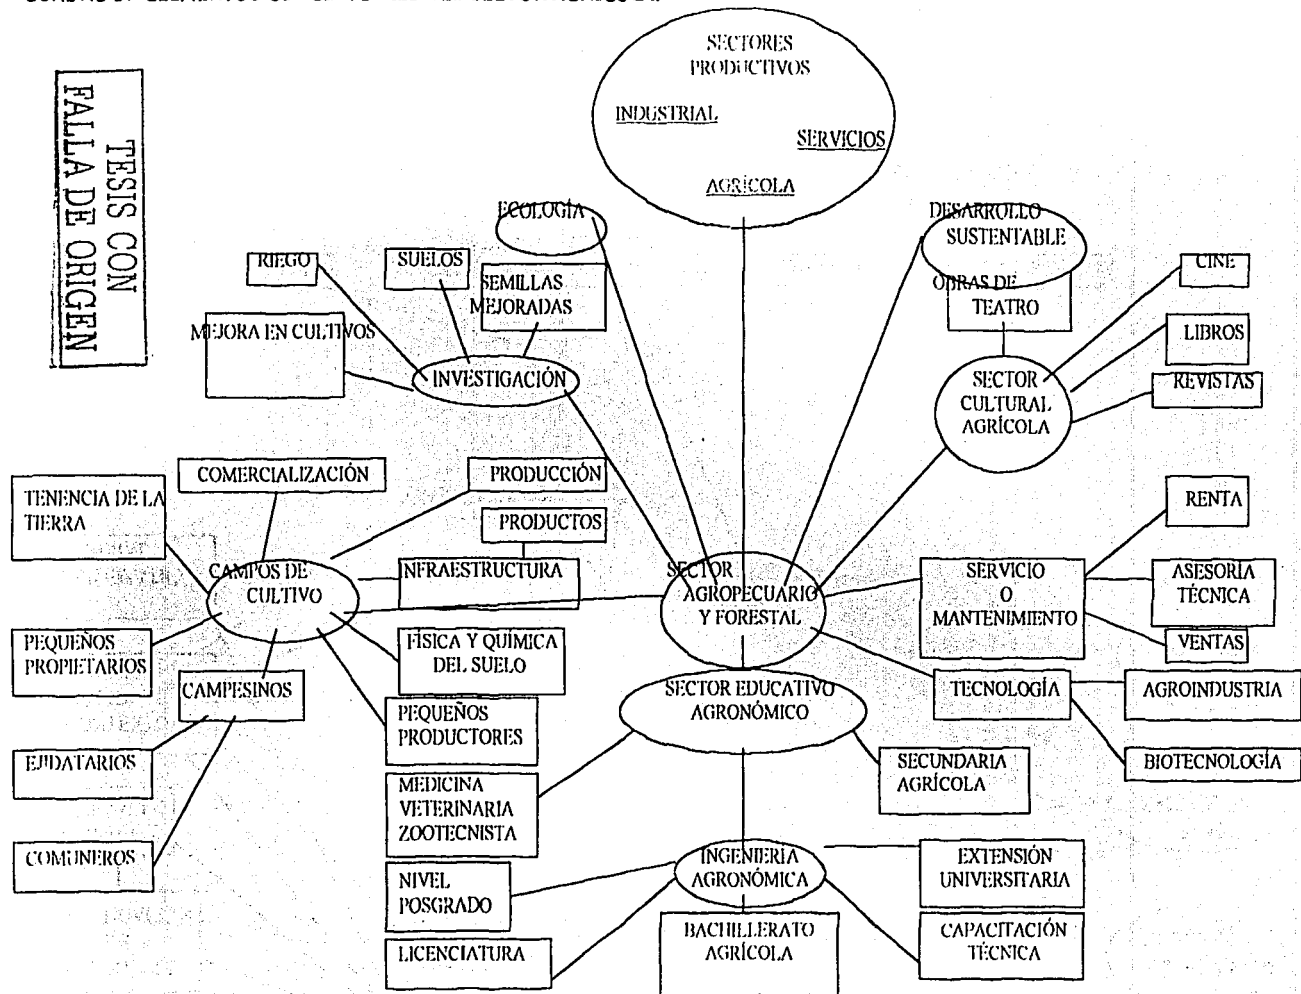 TESIS CON
FALLA DE ORIGEN
SECTORES
PRODUCTIVOS
INDUSTRIAL
SERVICIOS
AGRÍCOLA
ECOLOGÍA
DESARROLLO
SUSTENTABLE
RIEGO
SUELOS
SEMILLAS
MEJORADAS
OBRAS DE
TEATRO
CINE
MEJORA EN CULTIVOS
LIBROS
INVESTIGACIÓN
SECTOR
CULTURAL
AGRÍCOLA
REVISTAS
COMERCIALIZACIÓN
PRODUCCIÓN
TENENCIA DE LA
TIERRA
PRODUCTOS
RENTA
CAMPOS DE
CULTIVO
NFRAESTRUCTURA
SECTOR
AGROPECUARIO
Y FORESTAL
SERVICIO
O
MANTENIMIENTO
ASESORÍA
TÉCNICA
PEQUEÑOS
PROPIETARIOS
FÍSICA Y QUÍMICA
DEL SUELO
VENTAS
CAMPESINOS
SECTOR EDUCATIVO
AGRONÓMICO
TECNOLOGÍA
AGROINDUSTRIA
PEQUEÑOS
PRODUCTORES
EJIDATARIOS
MEDICINA
VETERINARIA
ZOOTECNISTA
SECUNDARIA
AGRÍCOLA
BIOTECNOLOGÍA
COMUNEROS
NIVEL
POSGRADO
INGENIERIA
AGRONÓMICA
EXTENSIÓN
UNIVERSITARIA
LICENCIATURA
BACHILLERATO
AGRÍCOLA
CAPACITACIÓN
TÉCNICA